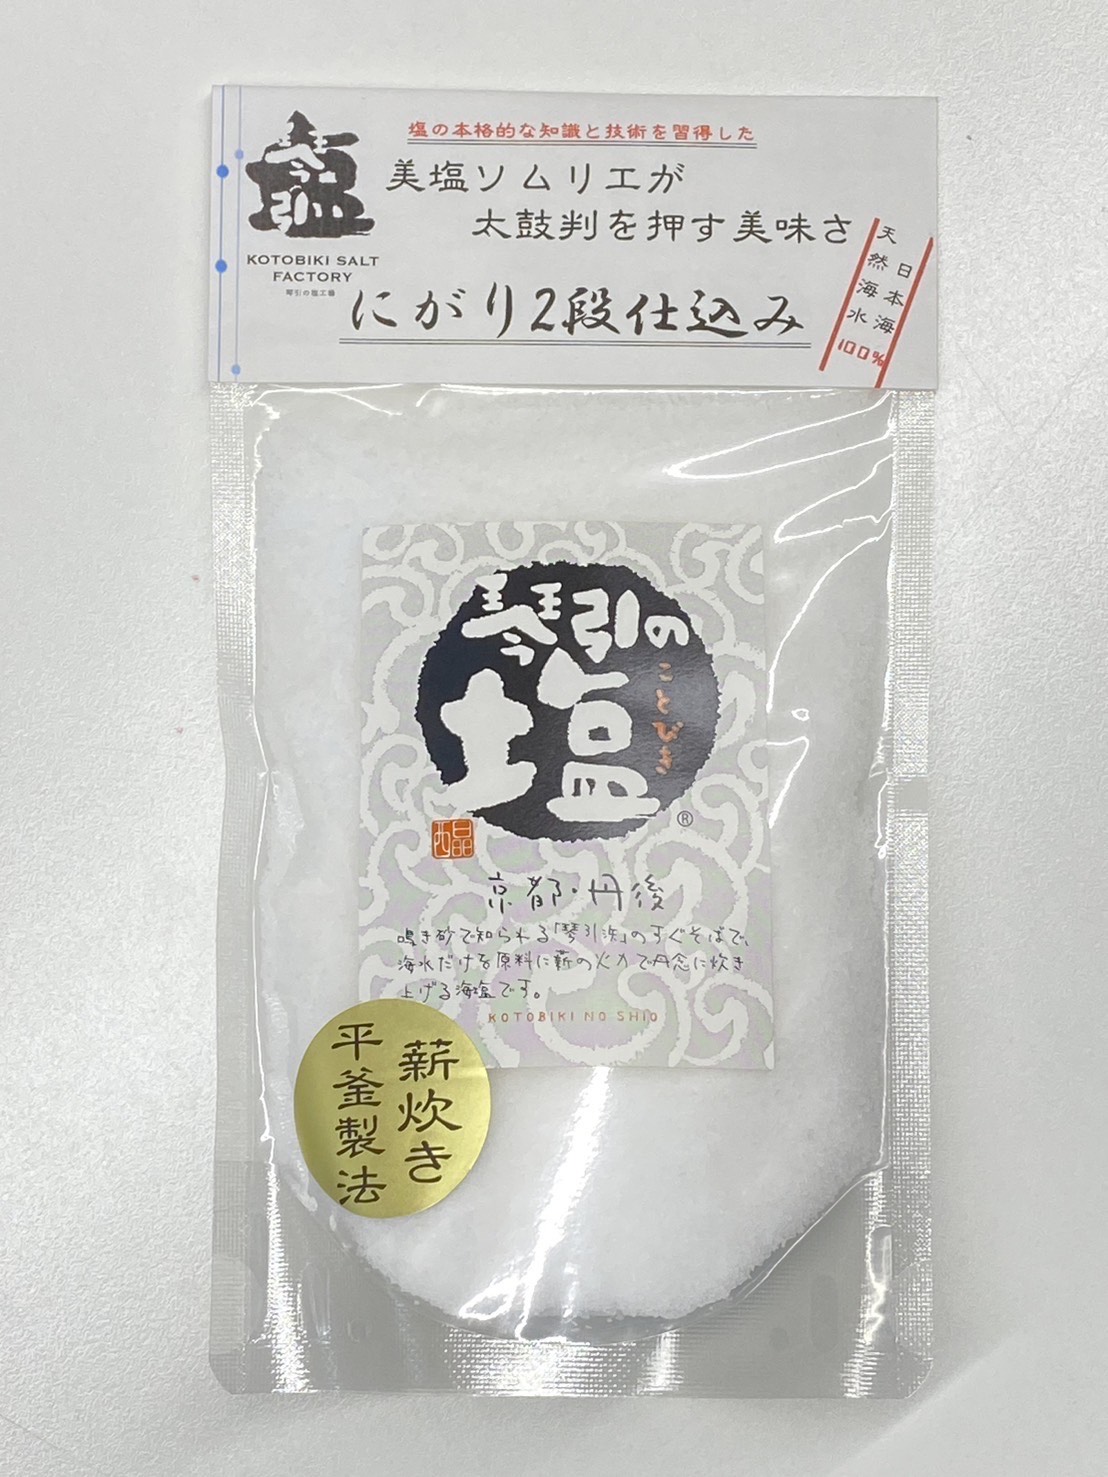 塩の本格的な知識と技術を習得した
美塩ソムリエが
太鼓判を押す美味さ
琴引塩
KOTOBIKI SALT
FACTORY
琴引の塩工場
にがり2段仕込み
日本海
天然海水
100%
琴引の
塩
ことびき
®
京都・丹後
鳴き砂で知られる「琴引浜」のすぐそばで、
海水だけを原料に薪の火力で丹念に炊き
上げる海塩です。
KOTOBIKI NO SHIO
薪炊き
平釜製法